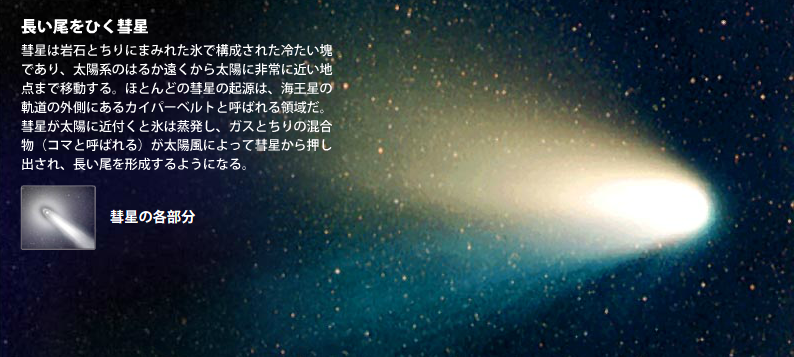 長い尾をひく彗星
彗星は岩石とちりにまみれた氷で構成された冷たい塊
であり、太陽系のはるか遠くから太陽に非常に近い地
点まで移動する。ほとんどの彗星の起源は、海王星の
軌道の外側にあるカイパーベルトと呼ばれる領域だ。
彗星が太陽に近付くと氷は蒸発し、ガスとちりの混合
物（コマと呼ばれる）が太陽風によって彗星から押し
出され、長い尾を形成するようになる。
彗星の各部分